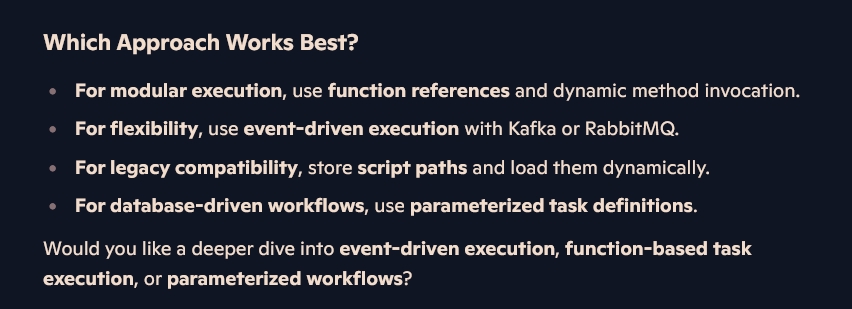 Which Approach Works Best?
• For modular execution, use function references and dynamic method invocation.
• For flexibility, use event-driven execution with Kafka or RabbitMQ.
• For legacy compatibility, store script paths and load them dynamically.
• For database-driven workflows, use parameterized task definitions.
Would you like a deeper dive into event-driven execution, function-based task
execution, or parameterized workflows?